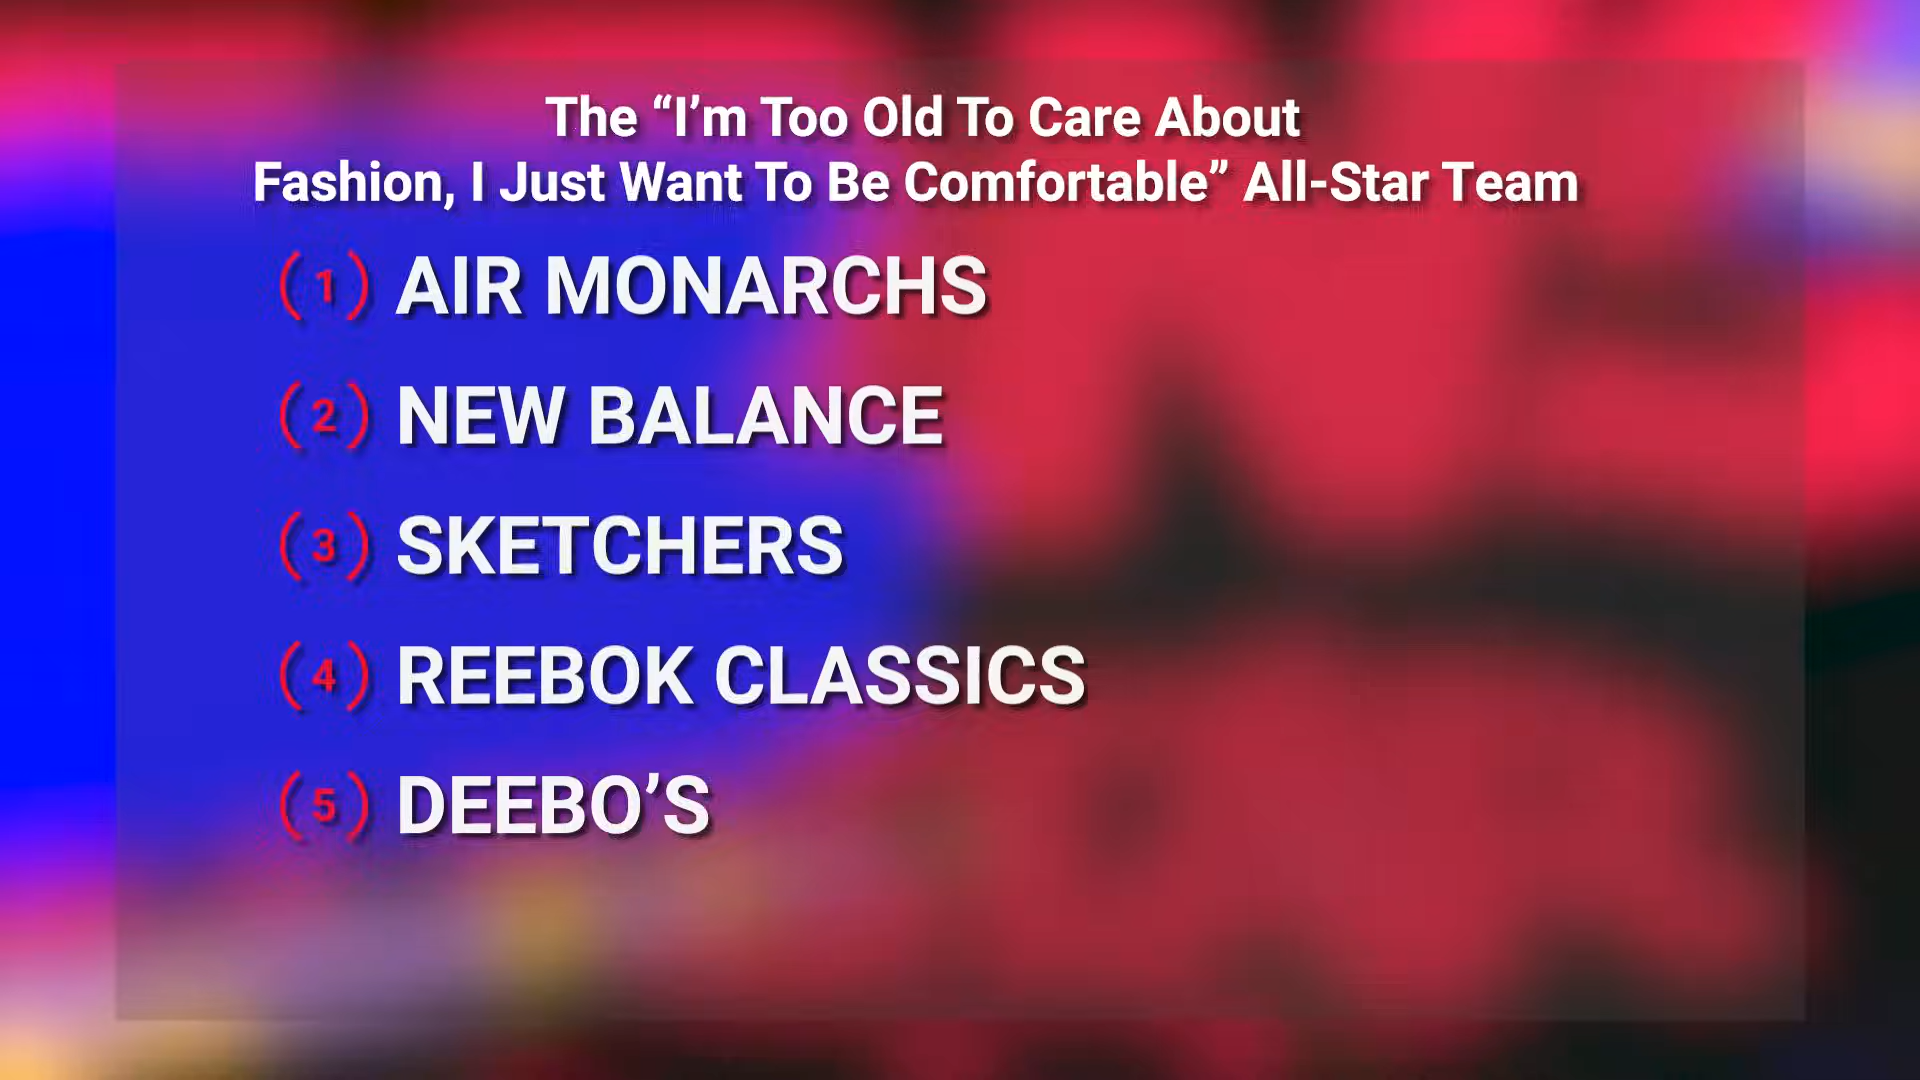 The “I’m Too Old To Care About
Fashion, I Just Want To Be Comfortable” All-Star Team
(1) AIR MONARCHS
(2) NEW BALANCE
(3) SKETCHERS
(4) REEBOK CLASSICS
(5) DEEBO’S